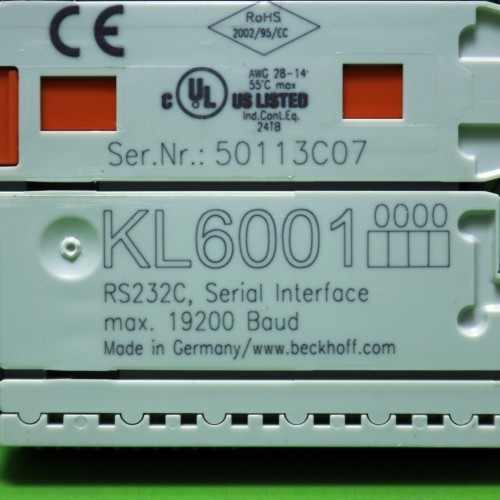 CE
RoHS
2002/95/EC
AWG 28-14
55°C max
C UL US LISTED
Ind.Cont.Eq.
24TB
Ser.Nr.: 50113C07
KL6001 0000
RS232C, Serial Interface
max. 19200 Baud
Made in Germany/www.beckhoff.com